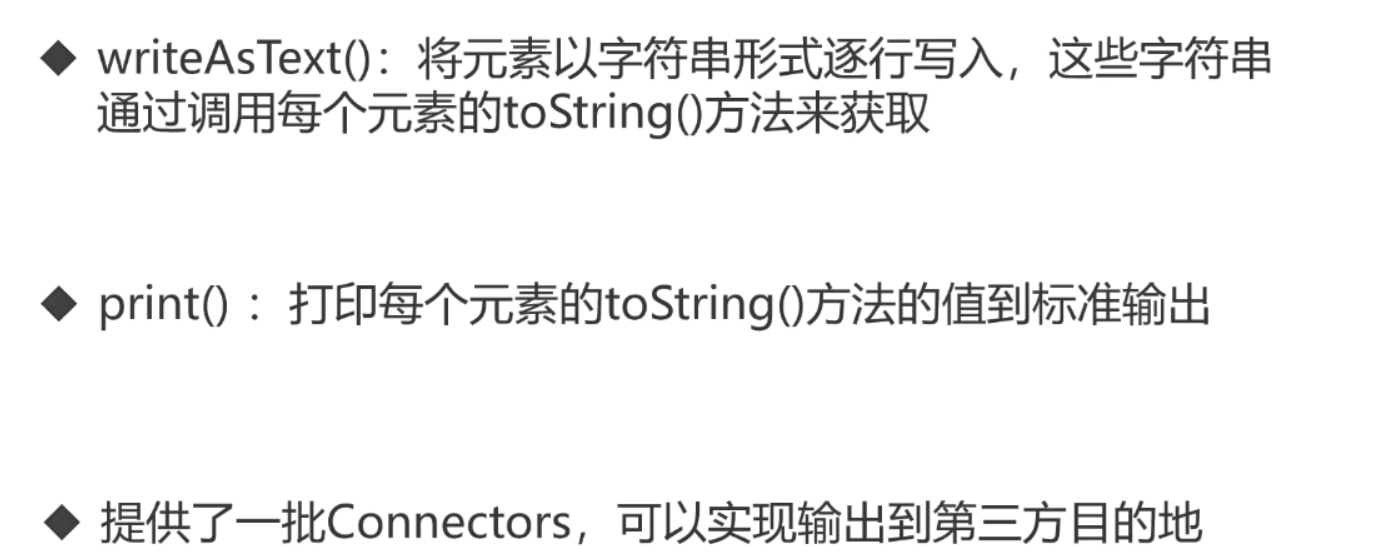 ◆ writeAsText()：将元素以字符串形式逐行写入，这些字符串
通过调用每个元素的toString()方法来获取
◆ print() ：打印每个元素的toString()方法的值到标准输出
◆ 提供了一批Connectors，可以实现输出到第三方目的地